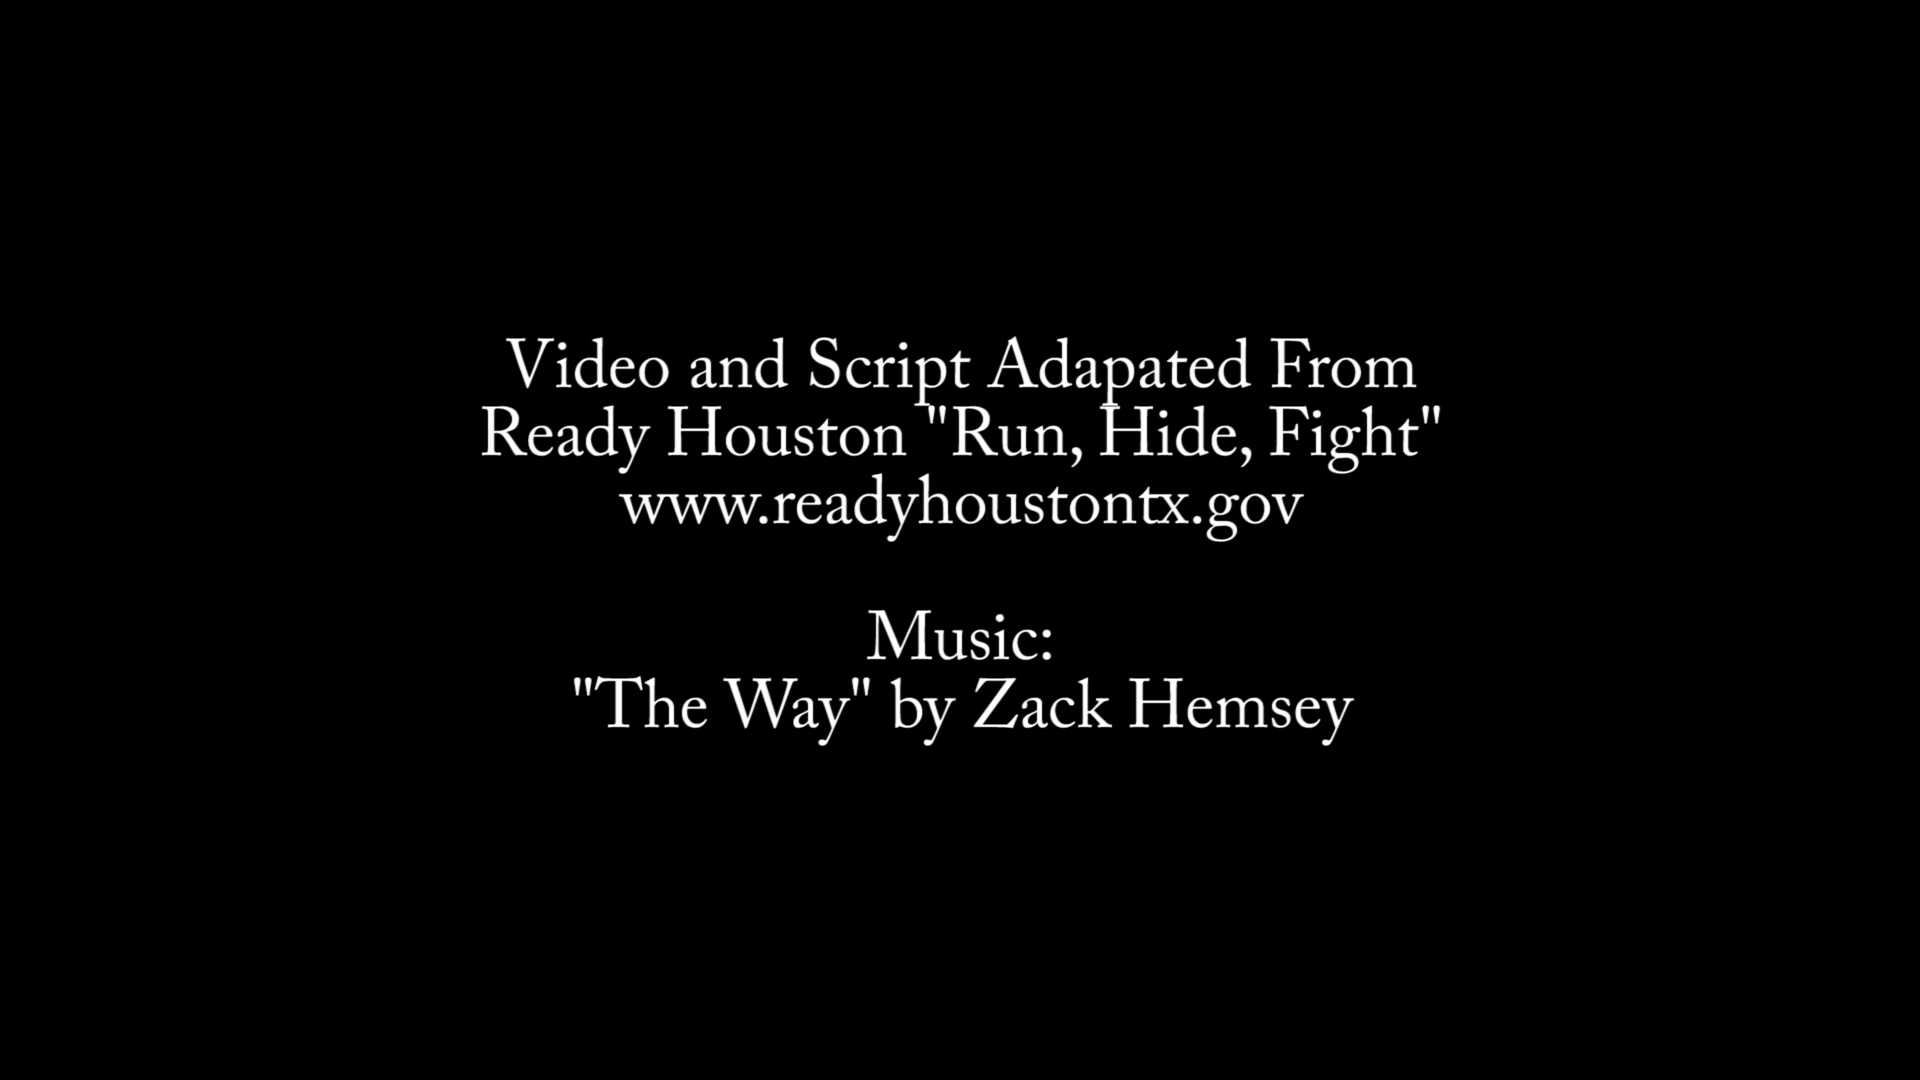 Video and Script Adapated From
Ready Houston "Run, Hide, Fight"
www.readyhoustontx.gov
Music:
"The Way" by Zack Hemsey